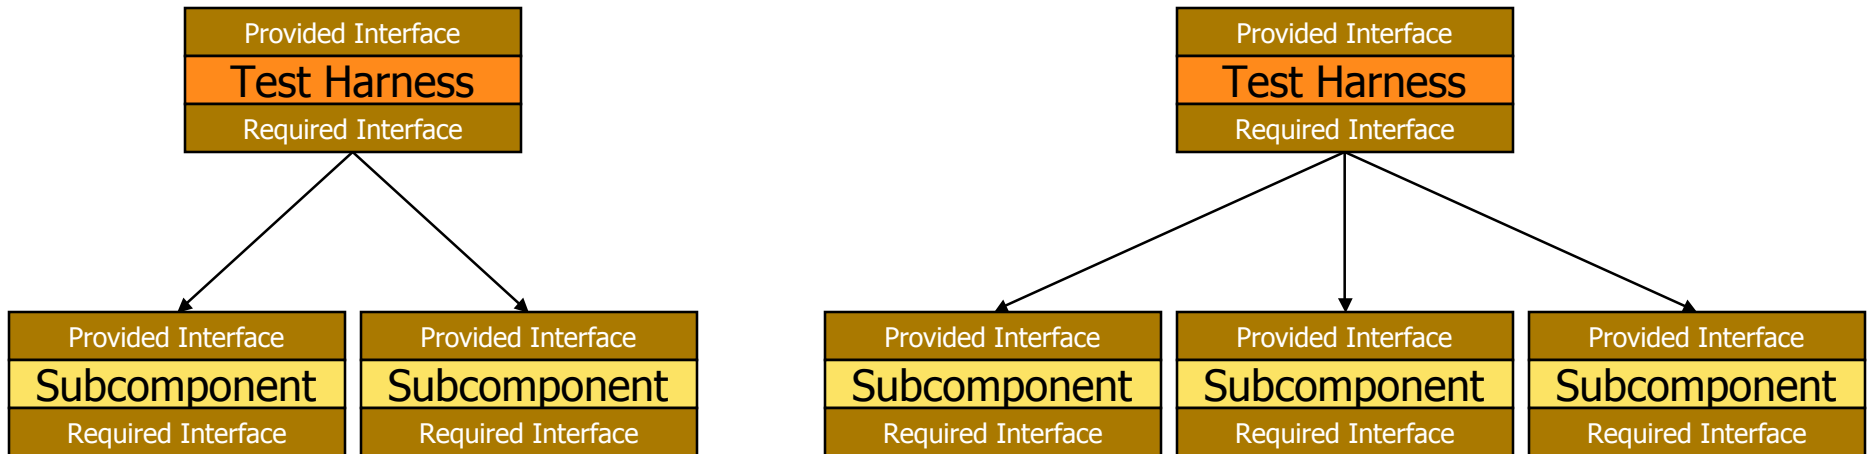 Provided Interface
Test Harness
Required Interface
Provided Interface
Test Harness
Required Interface
Provided Interface
Subcomponent
Required Interface
Provided Interface
Subcomponent
Required Interface
Provided Interface
Subcomponent
Required Interface
Provided Interface
Subcomponent
Required Interface
Provided Interface
Subcomponent
Required Interface